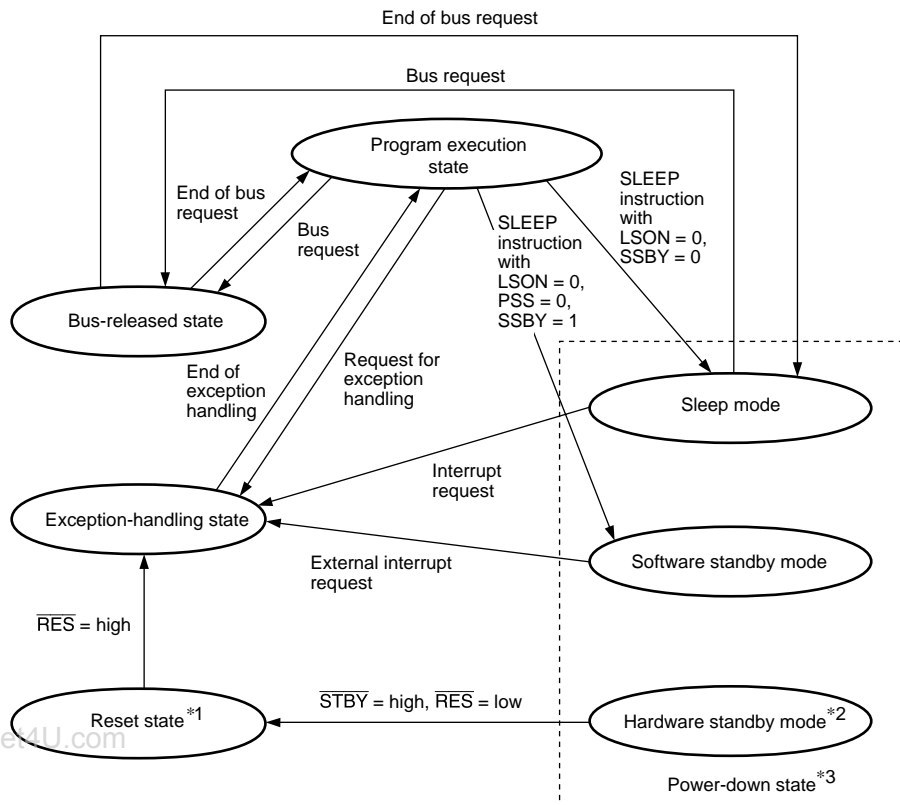 End of bus request
Bus request
Program execution
state
End of bus
request
Bus
request
SLEEP
instruction
with
LSON = 0,
SSBY = 0
SLEEP
instruction
with
LSON = 0,
PSS = 0,
SSBY = 1
Bus-released state
End of
exception
handling
Request for
exception
handling
Sleep mode
Interrupt
request
Exception-handling state
External interrupt
request
Software standby mode
R̅E̅S̅ = high
S̅T̅B̅Y̅ = high, R̅E̅S̅ = low
Reset state*1
Hardware standby mode*2
et4U.com
Power-down state*3